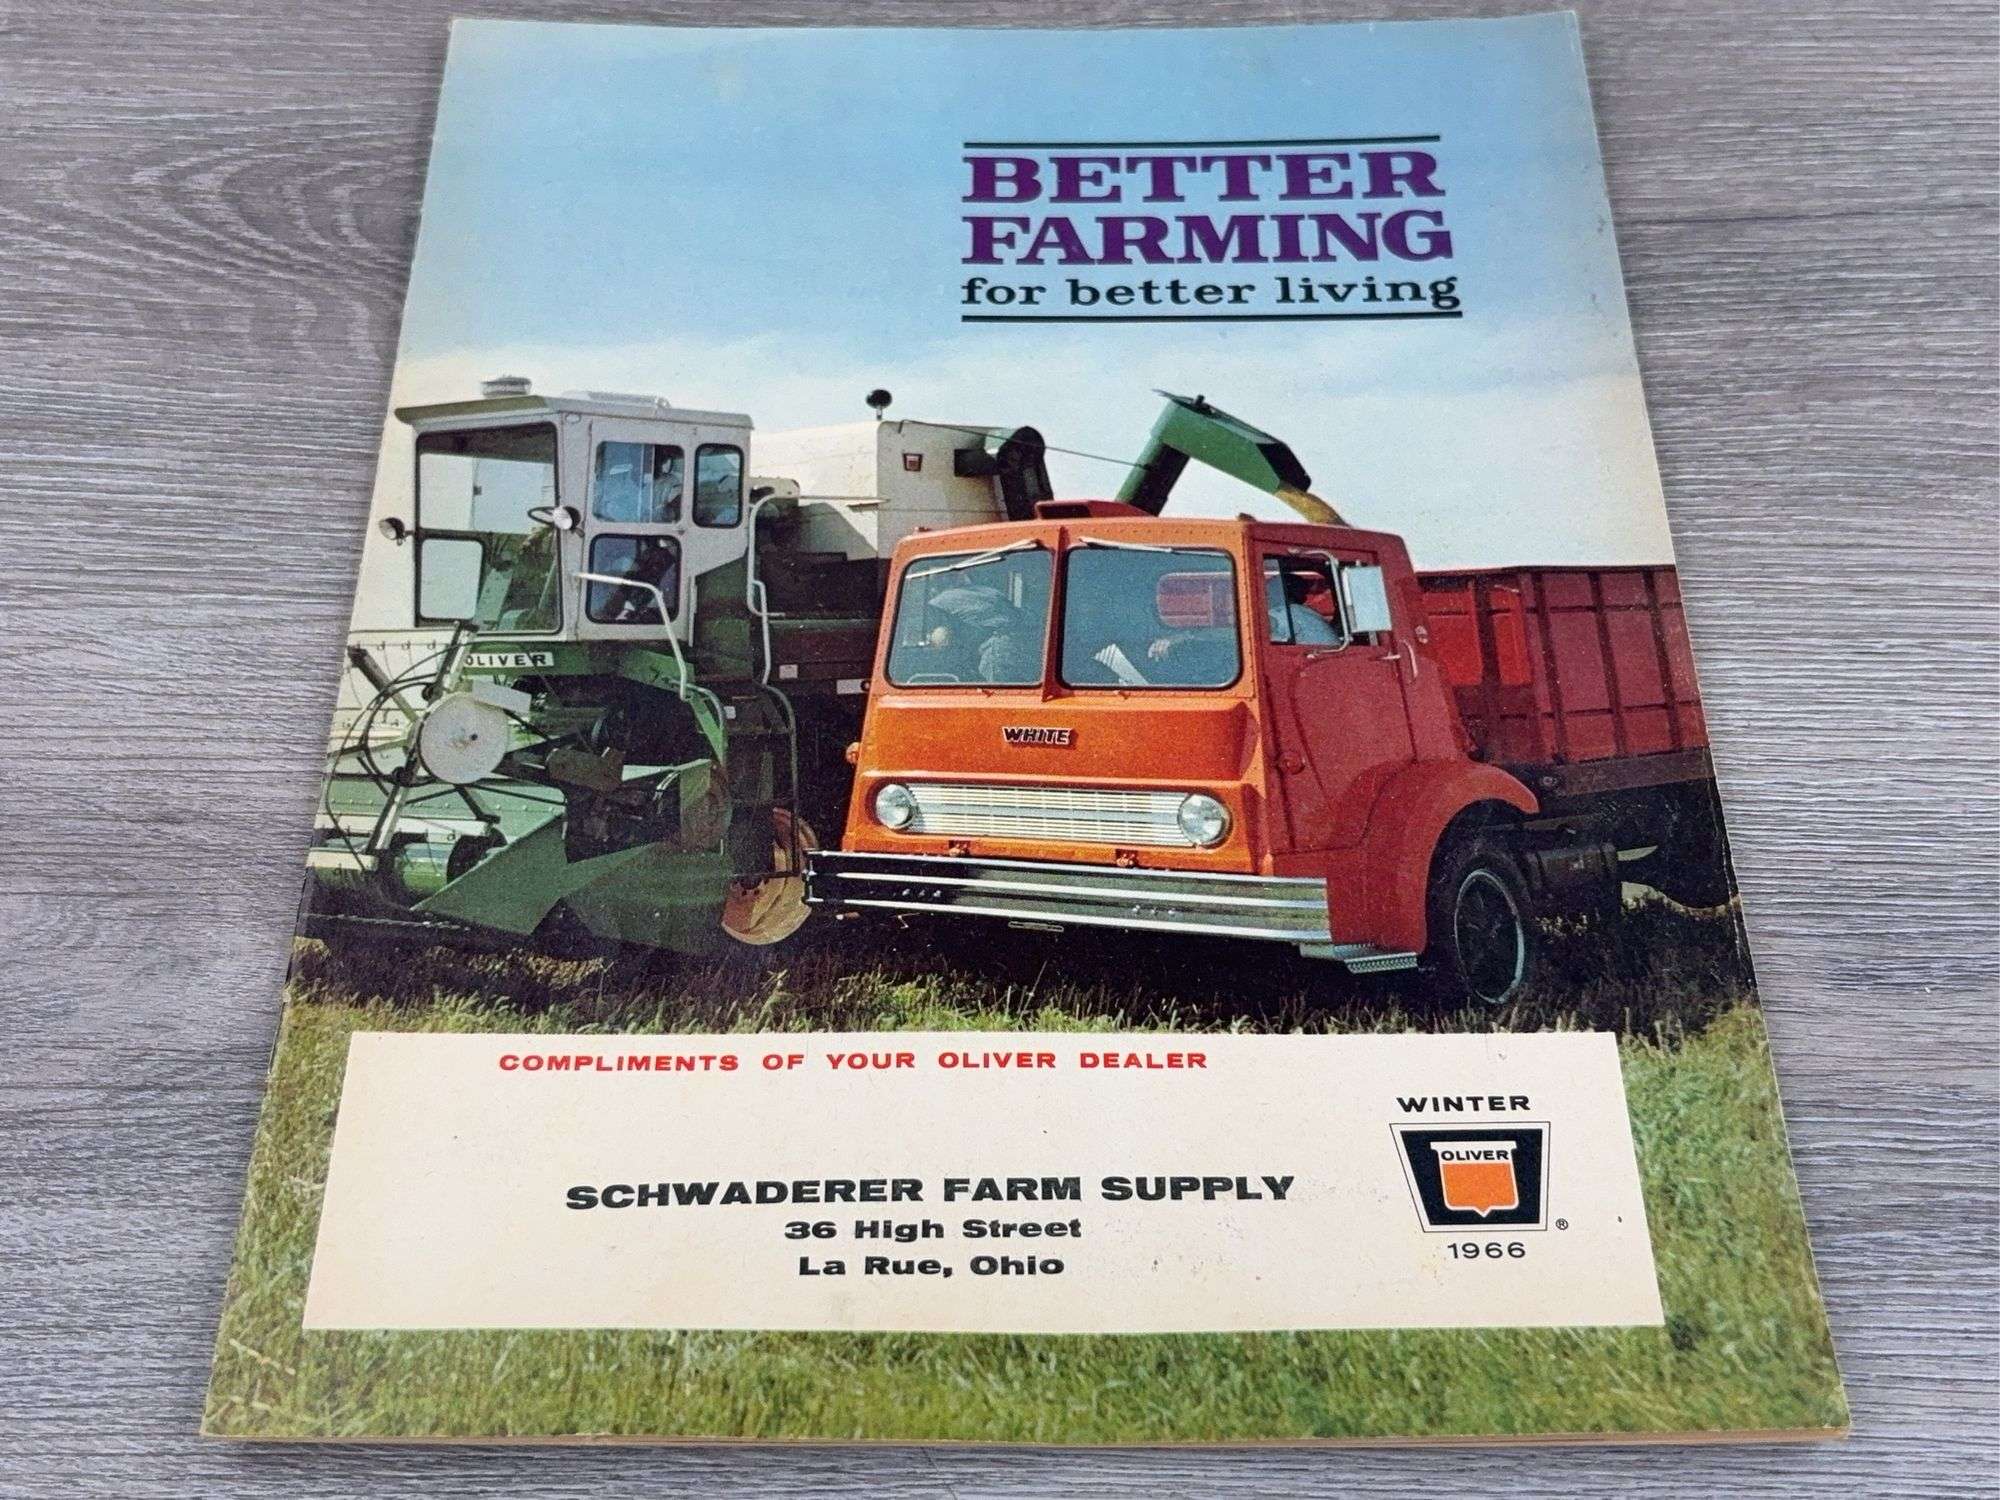 BETTER
FARMING
for better living
OLIVER
WHITE
COMPLIMENTS OF YOUR OLIVER DEALER
SCHWADERER FARM SUPPLY
36 High Street
La Rue, Ohio
WINTER
OLIVER
®
1966